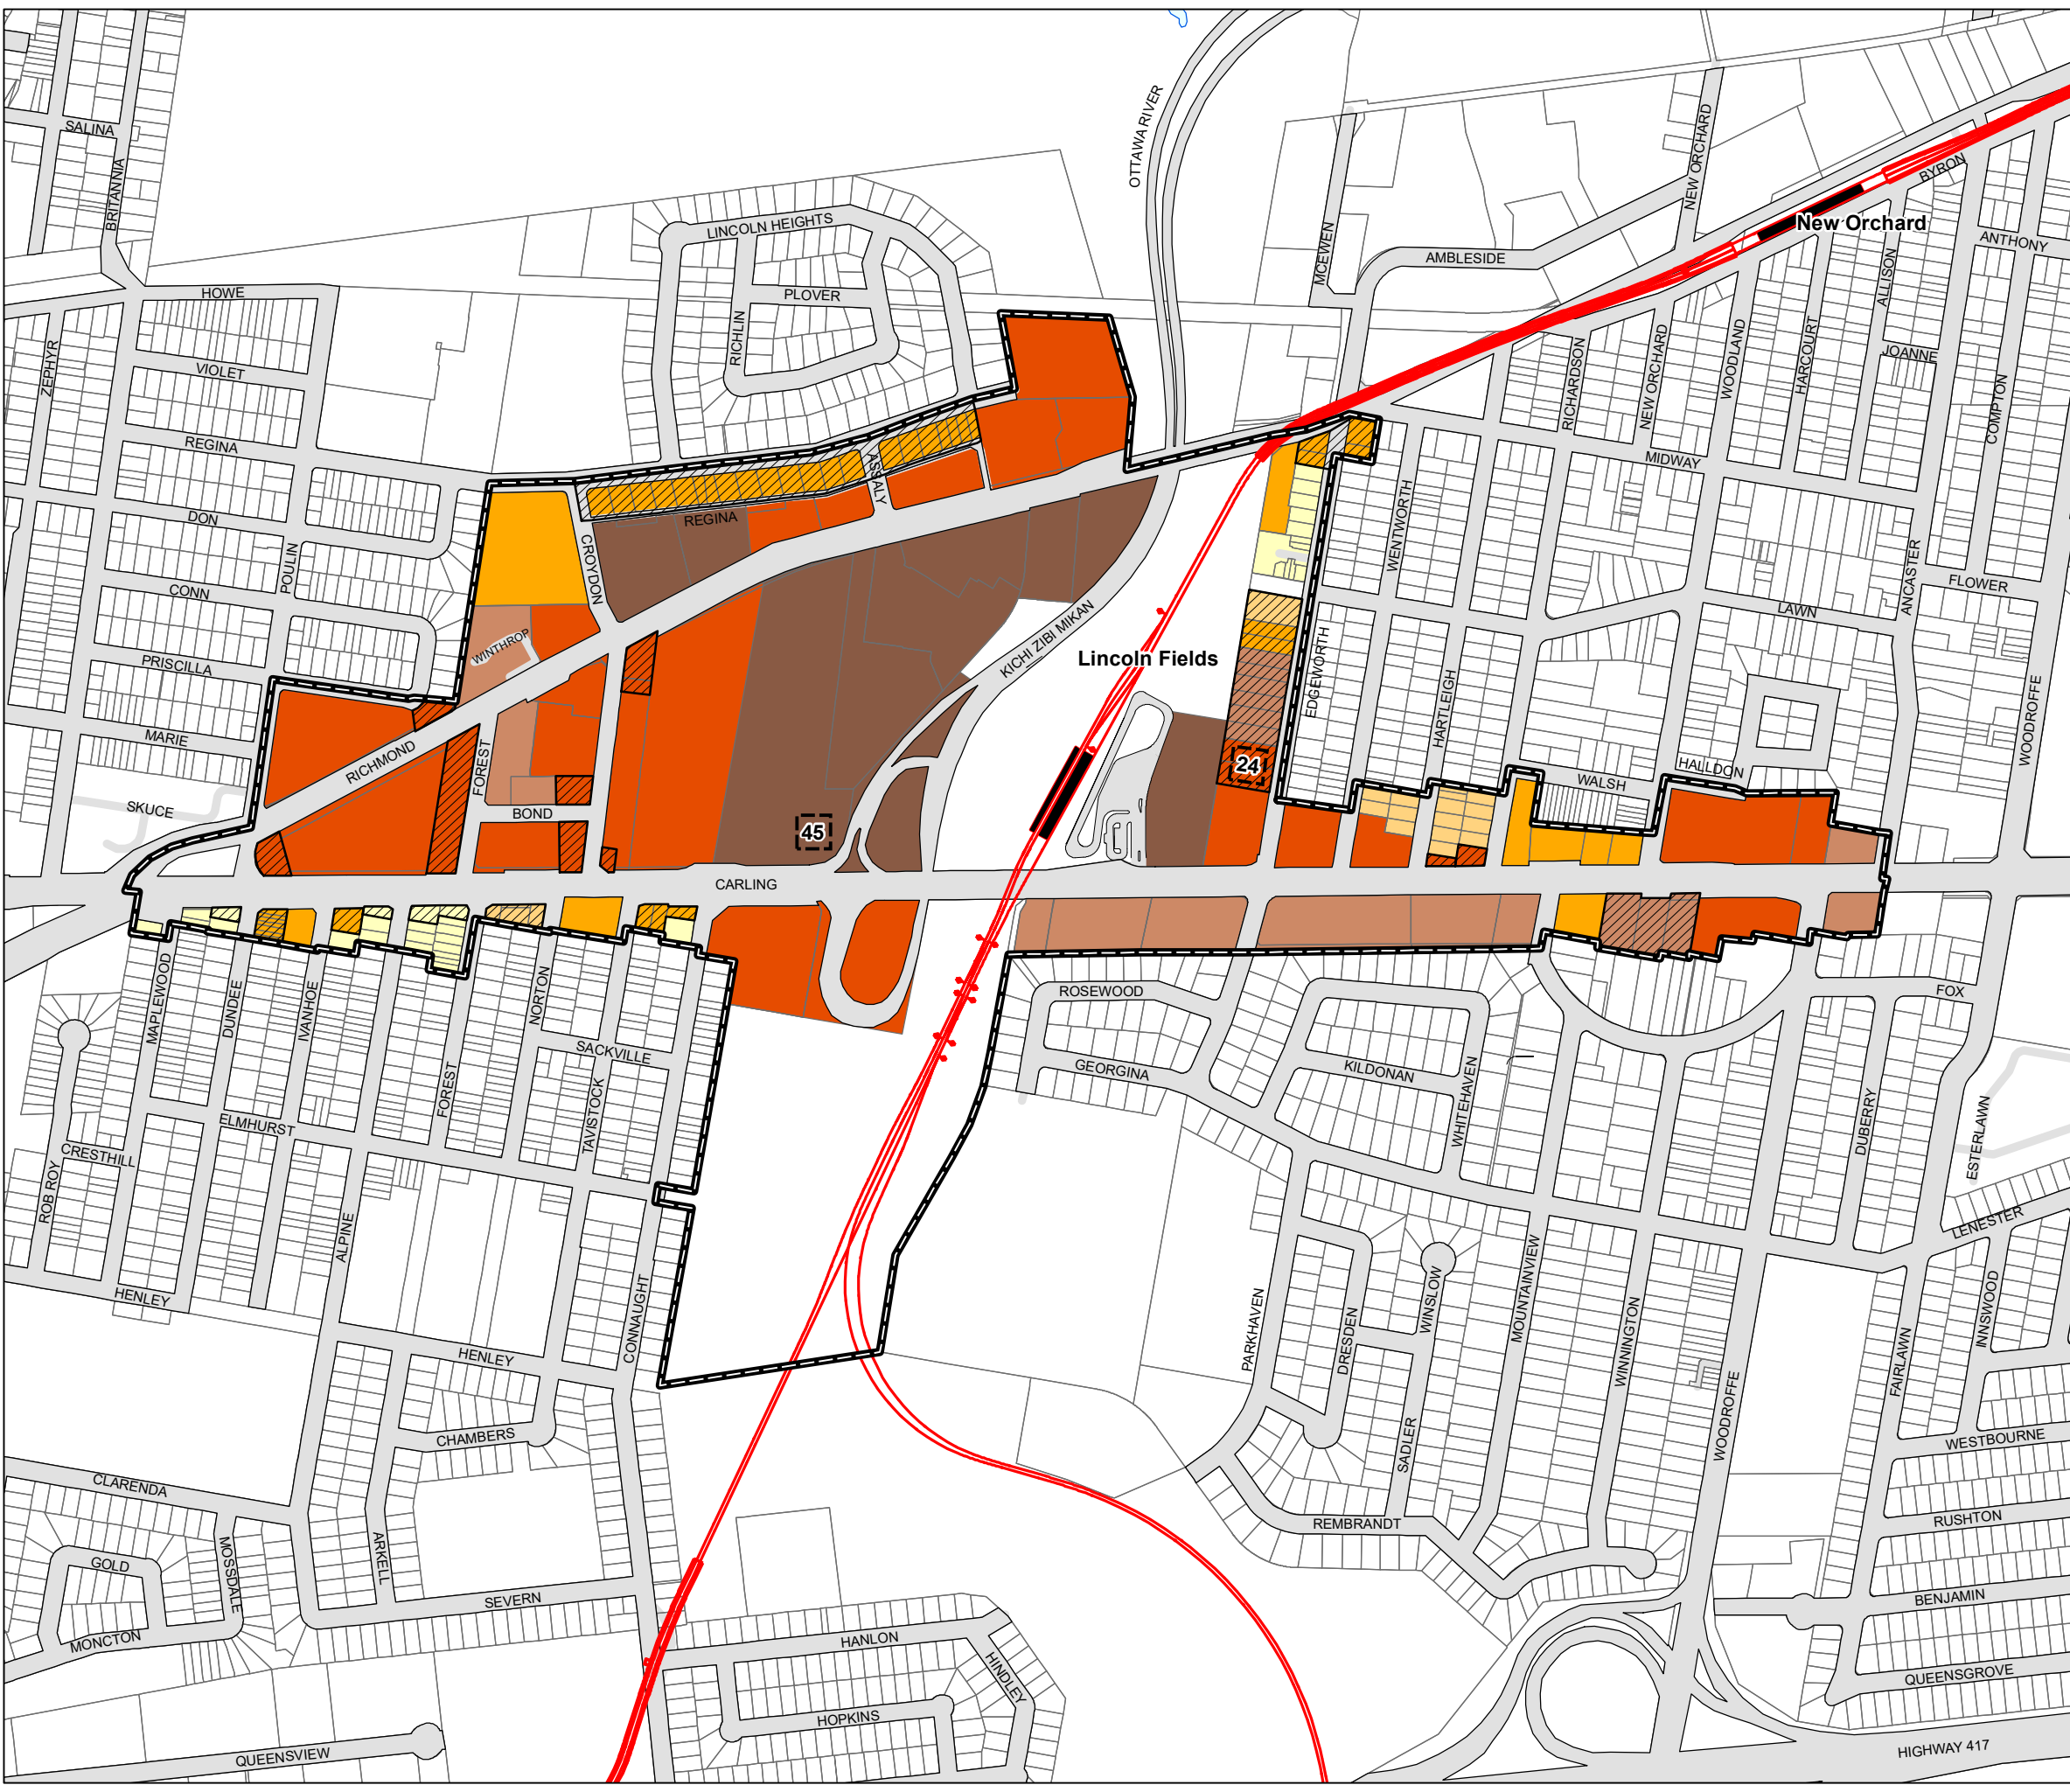 SALINA
BRITANNIA
OTTAWA RIVER
NEW ORCHARD
BYRON
New Orchard
ANTHONY
LINCOLN HEIGHTS
MCEWEN
AMBLESIDE
ALLISON
HOWE
PLOVER
RICHLIN
ZEPHYR
VIOLET
RICHARDSON
NEW ORCHARD
WOODLAND
HARCOURT
JOANNE
COMPTON
REGINA
ASSALY
MIDWAY
DON
REGINA
WENTWORTH
POULIN
CROYDON
CONN
ANCASTER
FLOWER
LAWN
KICHI ZIBI MIKAN
WINTHROP
Lincoln Fields
PRISCILLA
EDGEWORTH
HARTLEIGH
WOODROFFE
MARIE
RICHMOND
FOREST
24
HALLDON
WALSH
SKUCE
BOND
45
CARLING
MAPLEWOOD
DUNDEE
IVANHOE
NORTON
ROSEWOOD
FOX
SACKVILLE
GEORGINA
KILDONAN
FOREST
TAVISTOCK
WHITEHAVEN
DUBERRY
ESTERLAWN
ELMHURST
CRESTHILL
ROB ROY
ALPINE
LENESTER
HENLEY
CONNAUGHT
PARKHAVEN
DRESDEN
WINSLOW
MOUNTAINVIEW
WINNINGTON
INNSWOOD
FAIRLAWN
HENLEY
WOODROFFE
CHAMBERS
SADLER
WESTBOURNE
CLARENDA
REMBRANDT
RUSHTON
GOLD
MOSSDALE
ARKELL
SEVERN
BENJAMIN
MONCTON
HANLON
HINDLEY
QUEENSGROVE
HOPKINS
QUEENSVIEW
HIGHWAY 417